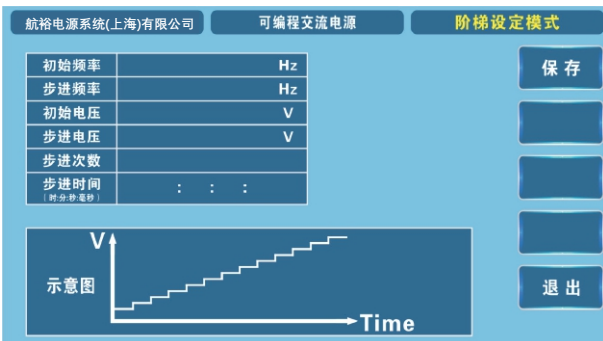 航裕电源系统(上海)有限公司
可编程交流电源
阶梯设定模式
初始频率 Hz
步进频率 Hz
初始电压 V
步进电压 V
步进次数
步进时间 : : :
(时:分:秒:毫秒)
保存
V
示意图
Time
退出